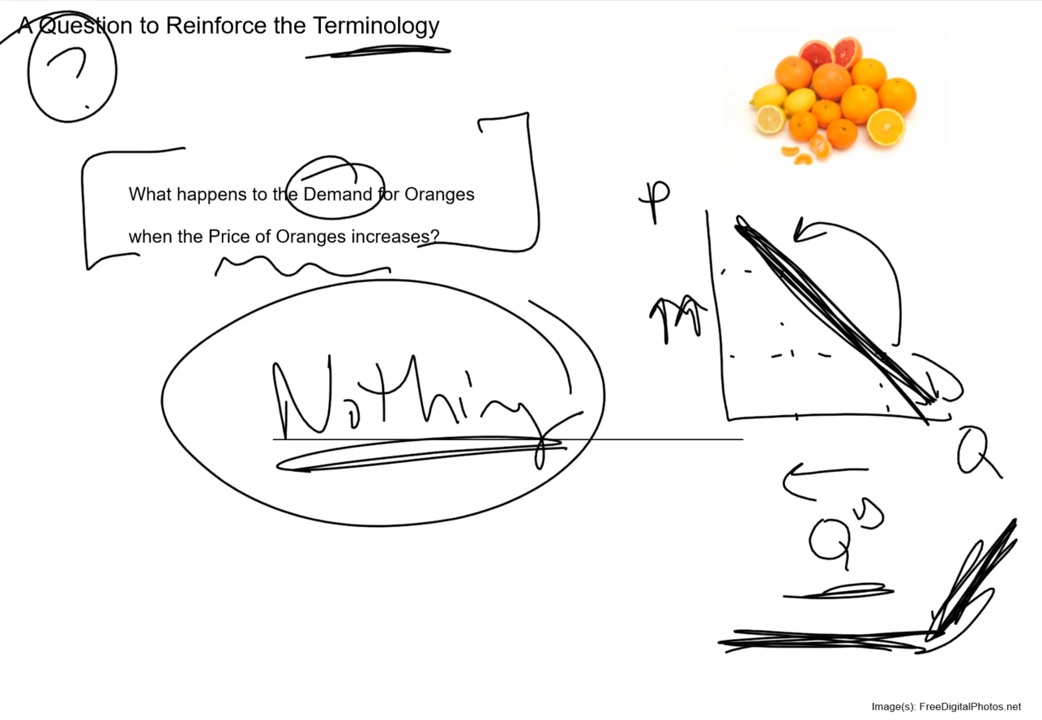 A Question to Reinforce the Terminology
?
What happens to the Demand for Oranges
when the Price of Oranges increases?
Nothing
P
D
Q
Q D
Image(s): FreeDigitalPhotos.net